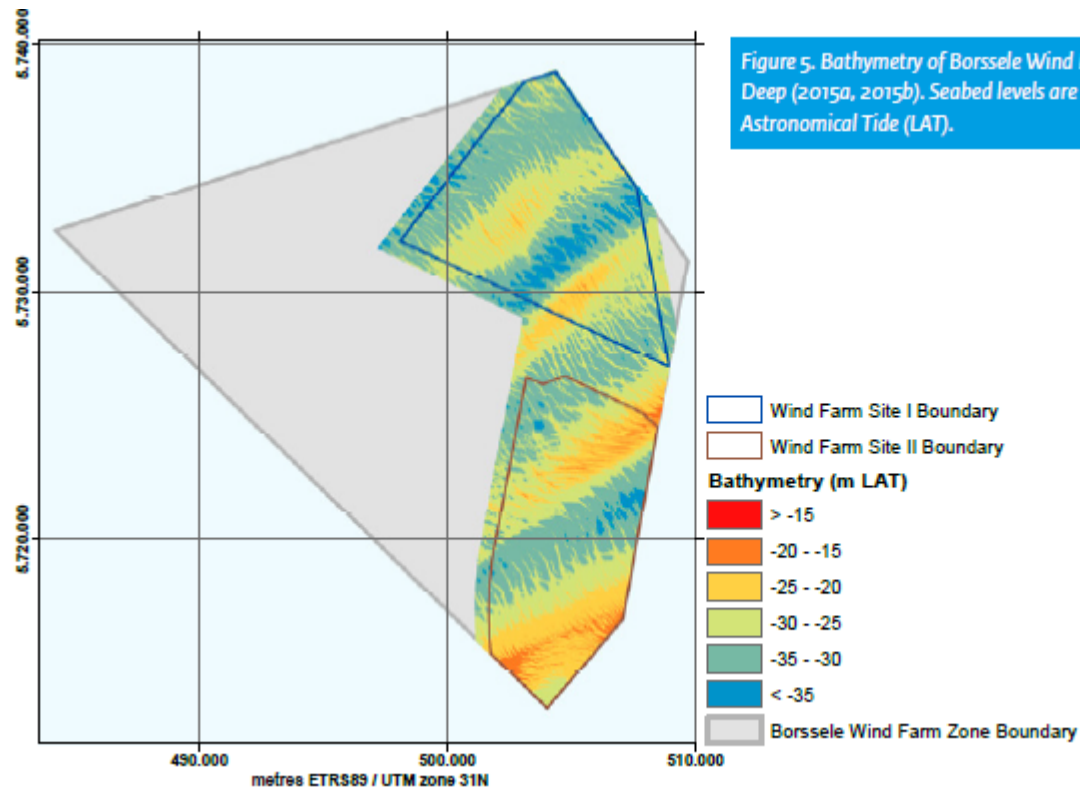 5.740.000
5.730.000
5.720.000
490.000
500.000
510.000
metres ETRS89 / UTM zone 31N
Figure 5. Bathymetry of Borssele Wind
Deep (2015a, 2015b). Seabed levels are
Astronomical Tide (LAT).
Wind Farm Site I Boundary
Wind Farm Site II Boundary
Bathymetry (m LAT)
> -15
-20 - -15
-25 - -20
-30 - -25
-35 - -30
< -35
Borssele Wind Farm Zone Boundary